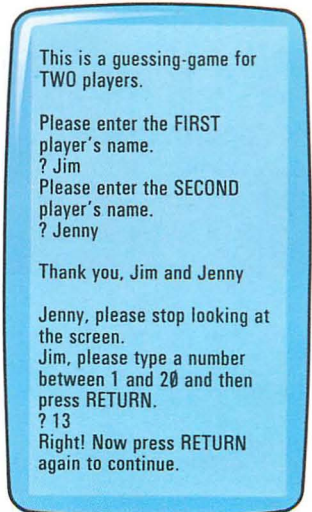 This is a guessing-game for
TWO players.
Please enter the FIRST
player's name.
? Jim
Please enter the SECOND
player's name.
? Jenny
Thank you, Jim and Jenny
Jenny, please stop looking at
the screen.
Jim, please type a number
between 1 and 20 and then
press RETURN.
? 13
Right! Now press RETURN
again to continue.